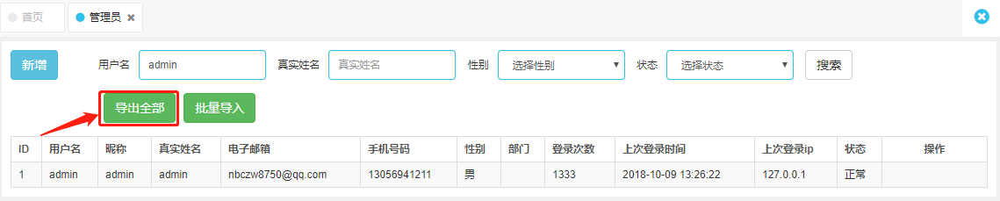 首页 管理员
新增 用户名 admin 真实姓名 真实姓名 性别 选择性别 状态 选择状态 搜索
导出全部 批量导入
ID 用户名 昵称 真实姓名 电子邮箱 手机号码 性别 部门 登录次数 上次登录时间 上次登录ip 状态 操作
1 admin admin admin nbczw8750@qq.com 13056941211 男 1333 2018-10-09 13:26:22 127.0.0.1 正常